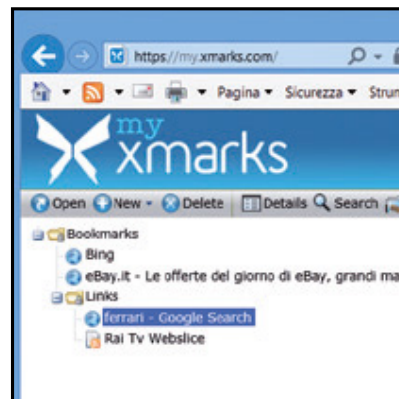 https://my.xmarks.com/
Pagina Sicurezza Strun
my
xmarks
Open New Delete Details Search
Bookmarks
Bing
eBay.it - Le offerte del giorno di eBay, grandi ma
Links
ferrari - Google Search
Rai Tv Webslice